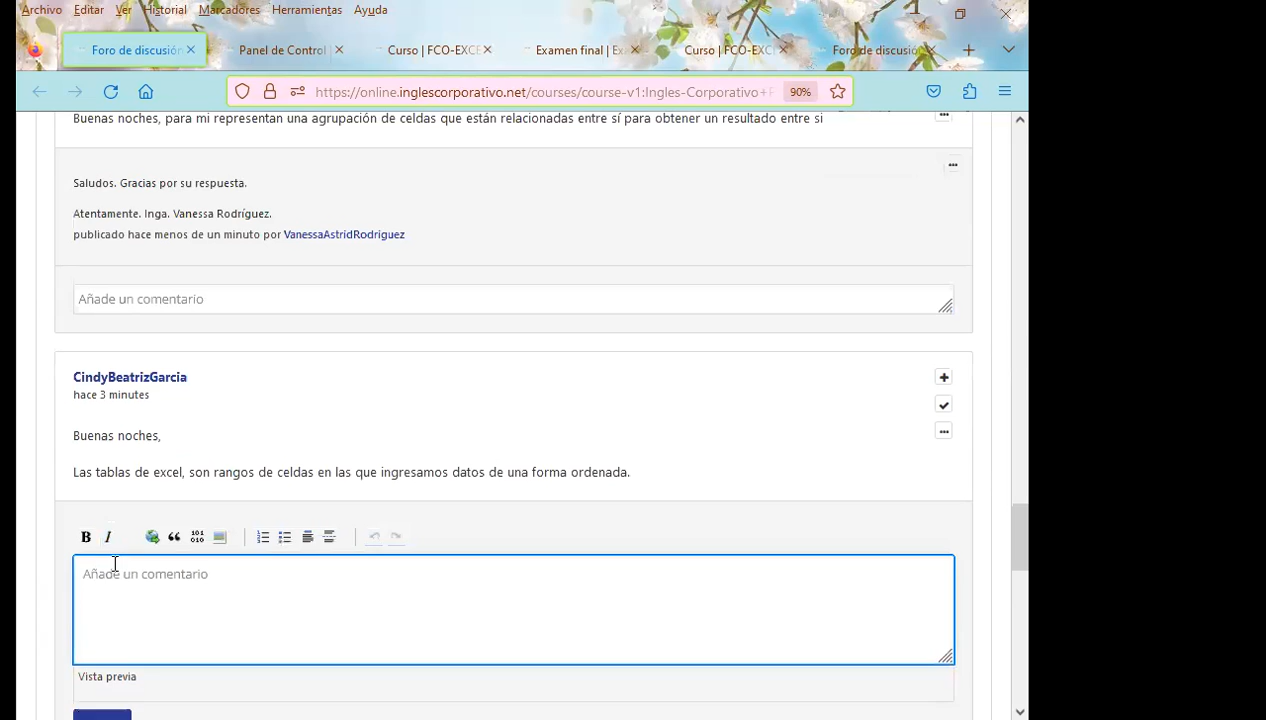 Archivo Editar Ver Historial Marcadores Herramientas Ayuda
Foro de discusión Panel de Control Curso | FCO-EXCE Examen final | Exa Curso | FCO-EXC Foro de discusió
https://online.inglescorporativo.net/courses/course-v1:Ingles-Corporativo+F 90%
Buenas noches, para mi representan una agrupación de celdas que están relacionadas entre sí para obtener un resultado entre si
Saludos. Gracias por su respuesta.
Atentamente. Inga. Vanessa Rodríguez.
publicado hace menos de un minuto por VanessaAstridRodriguez
Añade un comentario
CindyBeatrizGarcia
hace 3 minutes
Buenas noches,
Las tablas de excel, son rangos de celdas en las que ingresamos datos de una forma ordenada.
B I
Añade un comentario
Vista previa